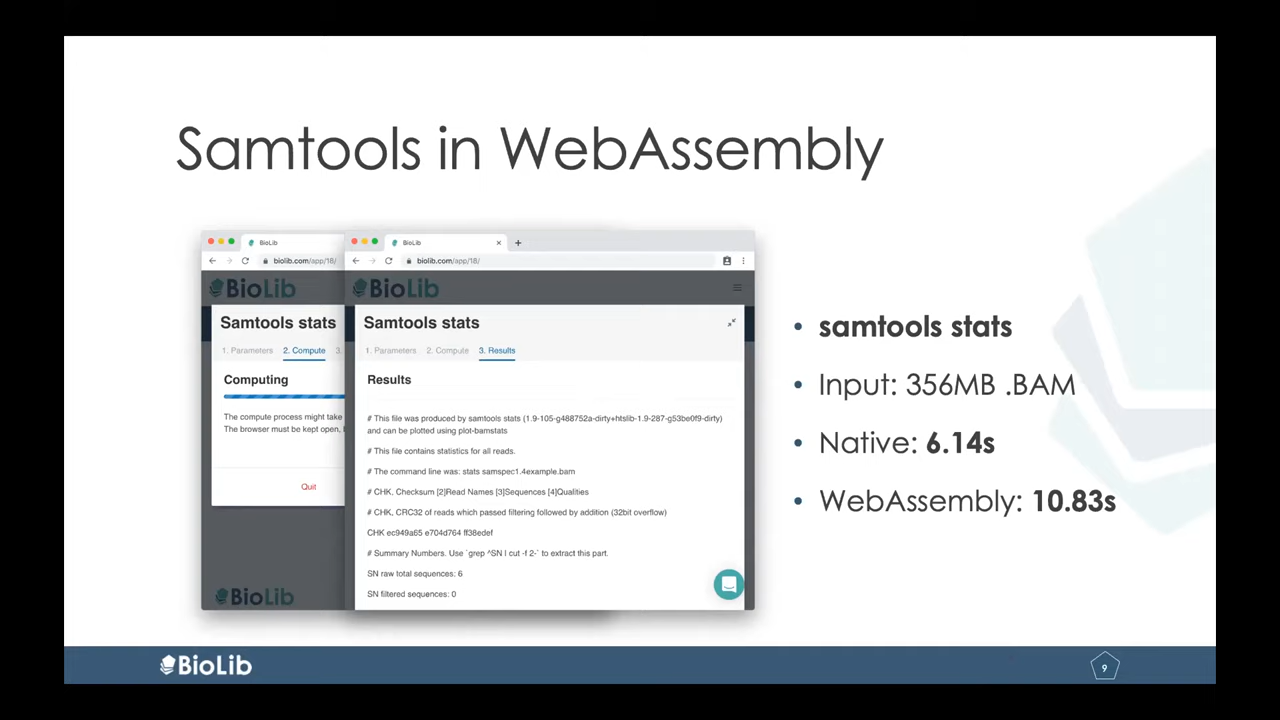 Samtools in WebAssembly
BioLib
biolib.com/app/18/
BioLib
Samtools stats
1. Parameters 2. Compute 3.
Computing
The compute process might take
The browser must be kept open,
Quit
BioLib
BioLib
biolib.com/app/18/
BioLib
Samtools stats
1. Parameters 2. Compute 3. Results
Results
# This file was produced by samtools stats (1.9-105-g488752a-dirty+htslib-1.9-287-g53be0f9-dirty)
and can be plotted using plot-bamstats
# This file contains statistics for all reads.
# The command line was: stats samspec1.4example.bam
# CHK, Checksum [2]Read Names [3]Sequences [4]Qualities
# CHK, CRC32 of reads which passed filtering followed by addition (32bit overflow)
CHK ec949a65 e704d764 ff38edef
# Summary Numbers. Use `grep ^SN | cut -f 2-` to extract this part.
SN raw total sequences: 6
SN filtered sequences: 0
• samtools stats
• Input: 356MB .BAM
• Native: 6.14s
• WebAssembly: 10.83s
BioLib
9